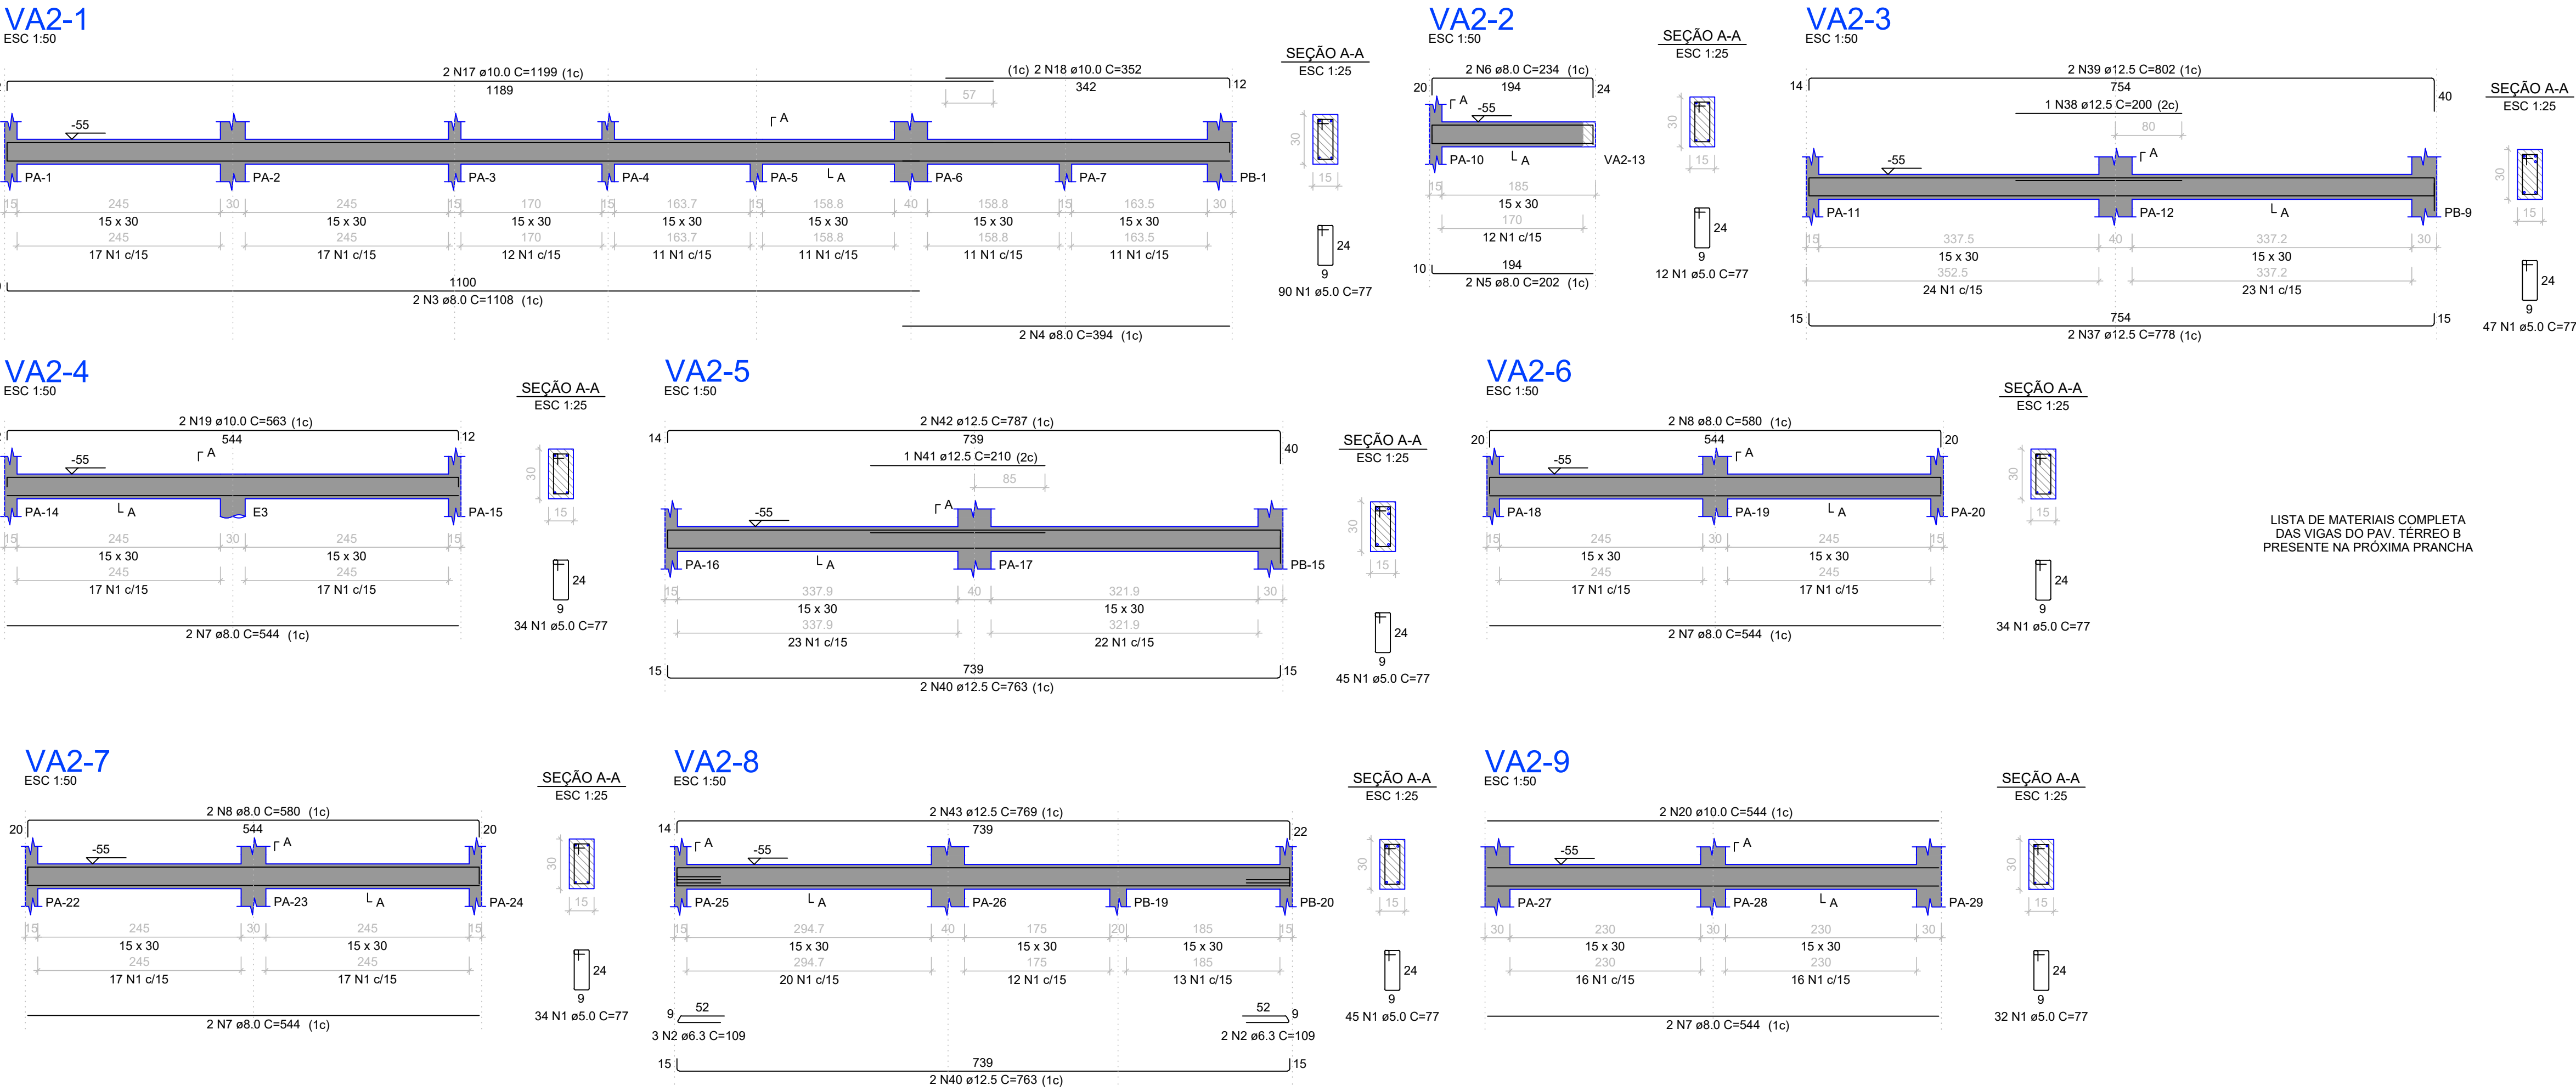 VA2-1
ESC 1:50
2 N17 ø10.0 C=1199 (1c)
1189
(1c) 2 N18 ø10.0 C=352
342
12
57
-55
A
PA-1
PA-2
PA-3
PA-4
PA-5
A
PA-6
PA-7
PB-1
15 245 30 245 15 170 15 163.7 15 158.8 40 158.8 15 163.5 30
15 x 30 15 x 30 15 x 30 15 x 30 15 x 30 15 x 30 15 x 30
245 245 170 163.7 158.8 158.8 163.5
17 N1 c/15 17 N1 c/15 12 N1 c/15 11 N1 c/15 11 N1 c/15 11 N1 c/15 11 N1 c/15
1100
2 N3 ø8.0 C=1108 (1c)
2 N4 ø8.0 C=394 (1c)
SEÇÃO A-A
ESC 1:25
30
15
24
9
90 N1 ø5.0 C=77
VA2-2
ESC 1:50
2 N6 ø8.0 C=234 (1c)
20 194 24
A
-55
PA-10 A VA2-13
15 185
15 x 30
170
12 N1 c/15
10 194
2 N5 ø8.0 C=202 (1c)
SEÇÃO A-A
ESC 1:25
30
15
24
9
12 N1 ø5.0 C=77
VA2-3
ESC 1:50
2 N39 ø12.5 C=802 (1c)
14 754 40
1 N38 ø12.5 C=200 (2c)
80
A
-55
PA-11 PA-12 A PB-9
15 337.5 40 337.2 30
15 x 30 15 x 30
352.5 337.2
24 N1 c/15 23 N1 c/15
15 754 15
2 N37 ø12.5 C=778 (1c)
SEÇÃO A-A
ESC 1:25
30
15
24
9
47 N1 ø5.0 C=77
VA2-4
ESC 1:50
2 N19 ø10.0 C=563 (1c)
544 12
A
-55
PA-14 A E3 PA-15
15 245 30 245 15
15 x 30 15 x 30
245 245
17 N1 c/15 17 N1 c/15
2 N7 ø8.0 C=544 (1c)
SEÇÃO A-A
ESC 1:25
30
15
24
9
34 N1 ø5.0 C=77
VA2-5
ESC 1:50
2 N42 ø12.5 C=787 (1c)
14 739 40
1 N41 ø12.5 C=210 (2c)
85
A
-55
PA-16 A PA-17 PB-15
15 337.9 40 321.9 30
15 x 30 15 x 30
337.9 321.9
23 N1 c/15 22 N1 c/15
15 739 15
2 N40 ø12.5 C=763 (1c)
SEÇÃO A-A
ESC 1:25
30
15
24
9
45 N1 ø5.0 C=77
VA2-6
ESC 1:50
2 N8 ø8.0 C=580 (1c)
20 544 20
A
-55
PA-18 PA-19 A PA-20
15 245 30 245 15
15 x 30 15 x 30
245 245
17 N1 c/15 17 N1 c/15
2 N7 ø8.0 C=544 (1c)
SEÇÃO A-A
ESC 1:25
30
15
24
9
34 N1 ø5.0 C=77
LISTA DE MATERIAIS COMPLETA
DAS VIGAS DO PAV. TÉRREO B
PRESENTE NA PRÓXIMA PRANCHA
VA2-7
ESC 1:50
2 N8 ø8.0 C=580 (1c)
20 544 20
A
-55
PA-22 PA-23 A PA-24
15 245 30 245 15
15 x 30 15 x 30
245 245
17 N1 c/15 17 N1 c/15
2 N7 ø8.0 C=544 (1c)
SEÇÃO A-A
ESC 1:25
30
15
24
9
34 N1 ø5.0 C=77
VA2-8
ESC 1:50
2 N43 ø12.5 C=769 (1c)
14 739 22
A
-55
PA-25 A PA-26 PB-19 PB-20
15 294.7 40 175 20 185 15
15 x 30 15 x 30 15 x 30
294.7 175 185
20 N1 c/15 12 N1 c/15 13 N1 c/15
9 52 52 9
3 N2 ø6.3 C=109 2 N2 ø6.3 C=109
15 739 15
2 N40 ø12.5 C=763 (1c)
SEÇÃO A-A
ESC 1:25
30
15
24
9
45 N1 ø5.0 C=77
VA2-9
ESC 1:50
2 N20 ø10.0 C=544 (1c)
A
-55
PA-27 PA-28 A PA-29
30 230 30 230 30
15 x 30 15 x 30
230 230
16 N1 c/15 16 N1 c/15
2 N7 ø8.0 C=544 (1c)
SEÇÃO A-A
ESC 1:25
30
15
24
9
32 N1 ø5.0 C=77